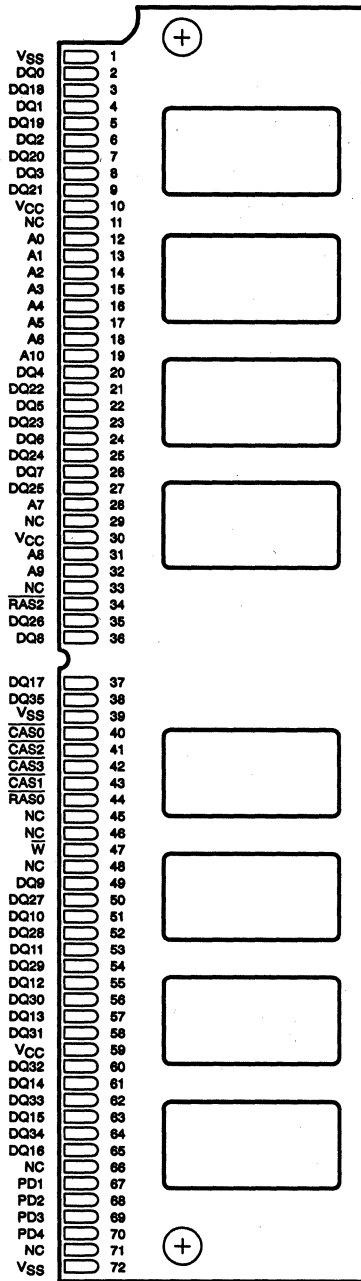 VSS 1
DQ0 2
DQ18 3
DQ1 4
DQ19 5
DQ2 6
DQ20 7
DQ3 8
DQ21 9
VCC 10
NC 11
A0 12
A1 13
A2 14
A3 15
A4 16
A5 17
A6 18
A10 19
DQ4 20
DQ22 21
DQ5 22
DQ23 23
DQ6 24
DQ24 25
DQ7 26
DQ25 27
A7 28
NC 29
VCC 30
A8 31
A9 32
NC 33
RAS2 34
DQ26 35
DQ8 36
DQ17 37
DQ35 38
VSS 39
CAS0 40
CAS2 41
CAS3 42
CAS1 43
RAS0 44
NC 45
NC 46
W 47
NC 48
DQ9 49
DQ27 50
DQ10 51
DQ28 52
DQ11 53
DQ29 54
DQ12 55
DQ30 56
DQ13 57
DQ31 58
VCC 59
DQ32 60
DQ14 61
DQ33 62
DQ15 63
DQ34 64
DQ16 65
NC 66
PD1 67
PD2 68
PD3 69
PD4 70
NC 71
VSS 72